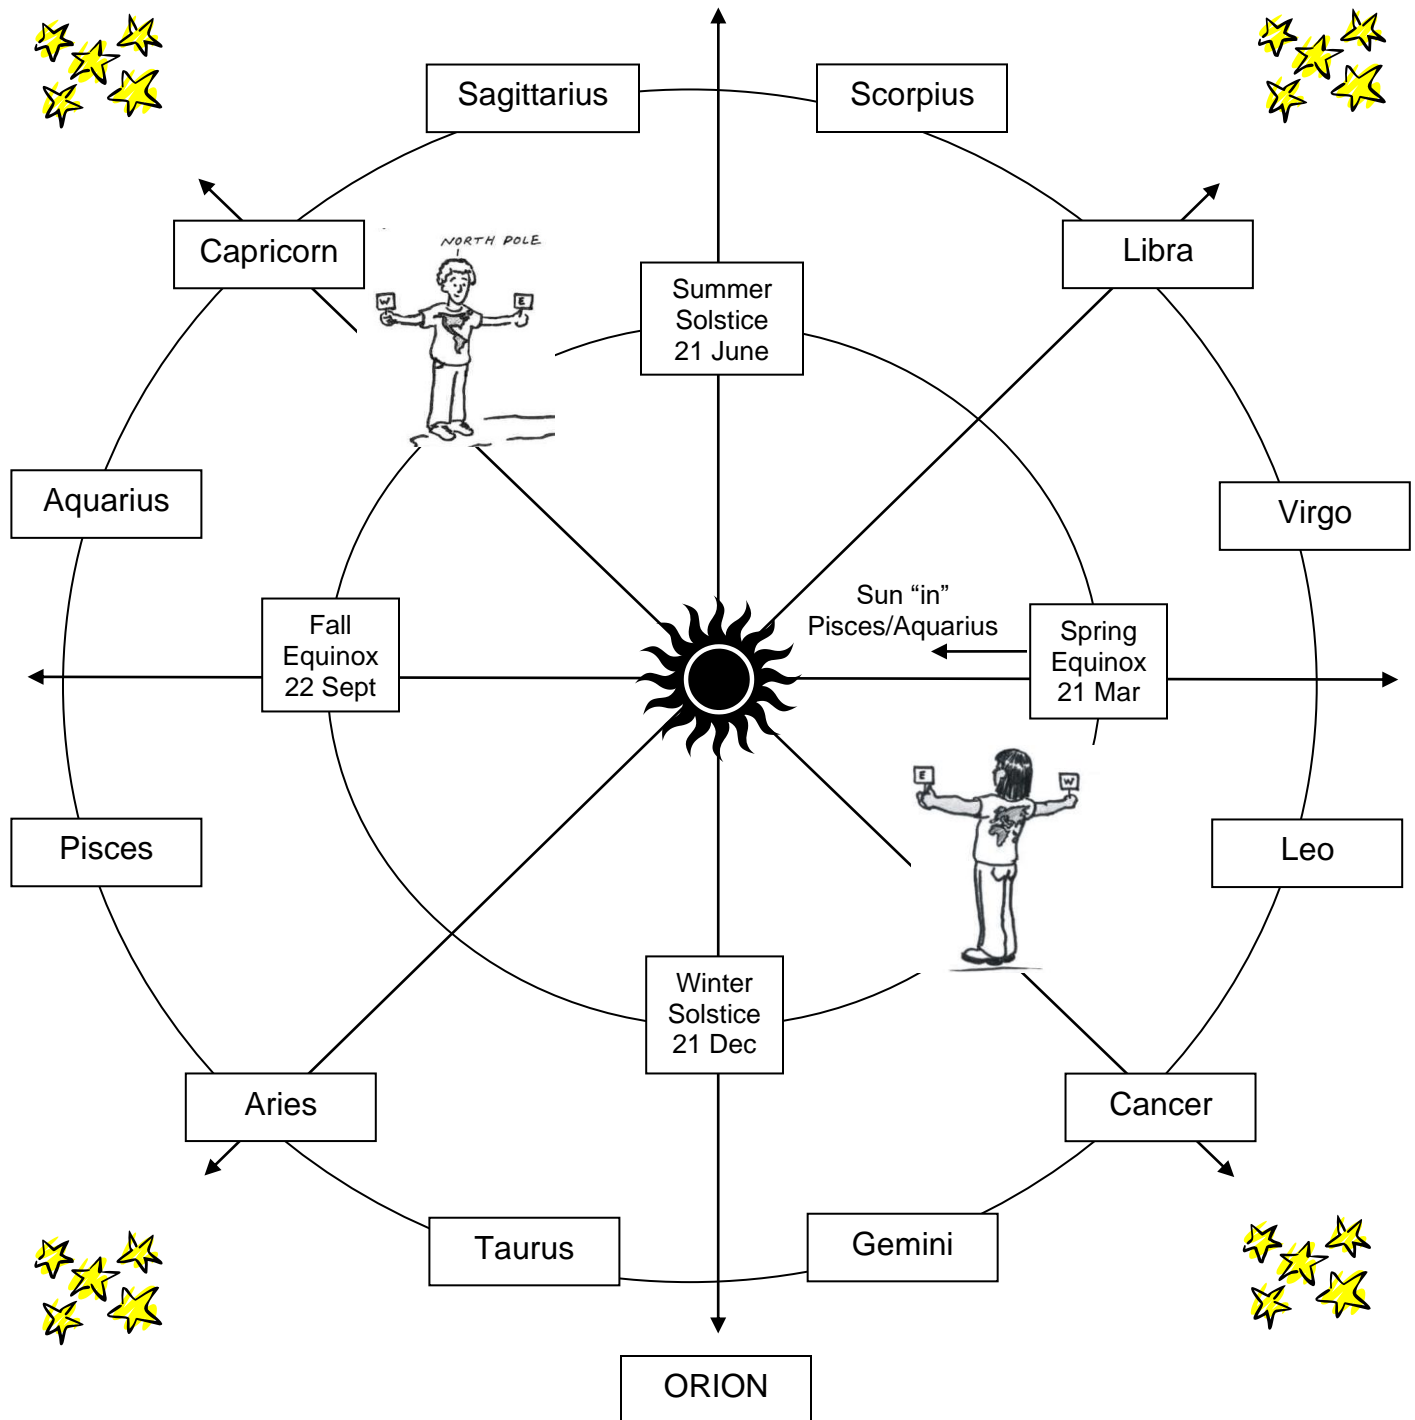 Sagittarius
Scorpius
Capricorn
Libra
NORTH POLE
W
E
Summer
Solstice
21 June
Aquarius
Virgo
Fall
Equinox
22 Sept
Sun “in”
Pisces/Aquarius
Spring
Equinox
21 Mar
E
W
Pisces
Leo
Winter
Solstice
21 Dec
Aries
Cancer
Taurus
Gemini
ORION